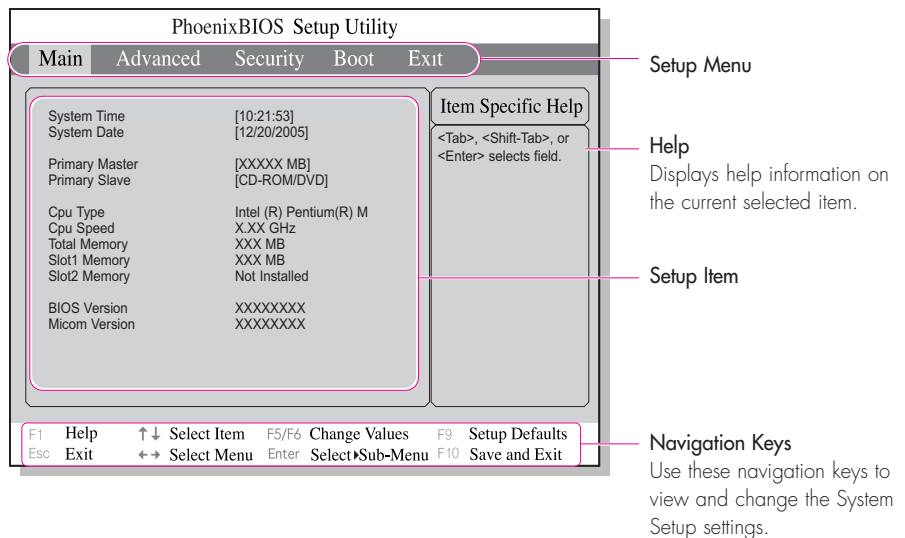 PhoenixBIOS Setup Utility
Main Advanced Security Boot Exit
Setup Menu
System Time [10:21:53]
System Date [12/20/2005]
Primary Master [XXXXX MB]
Primary Slave [CD-ROM/DVD]
Cpu Type Intel (R) Pentium(R) M
Cpu Speed X.XX GHz
Total Memory XXX MB
Slot1 Memory XXX MB
Slot2 Memory Not Installed
BIOS Version XXXXXXXX
Micom Version XXXXXXXX
Item Specific Help
<Tab>, <Shift-Tab>, or
<Enter> selects field.
Help
Displays help information on
the current selected item.
Setup Item
F1 Help ↑↓ Select Item F5/F6 Change Values F9 Setup Defaults
Esc Exit ←→ Select Menu Enter Select▸Sub-Menu F10 Save and Exit
Navigation Keys
Use these navigation keys to
view and change the System
Setup settings.